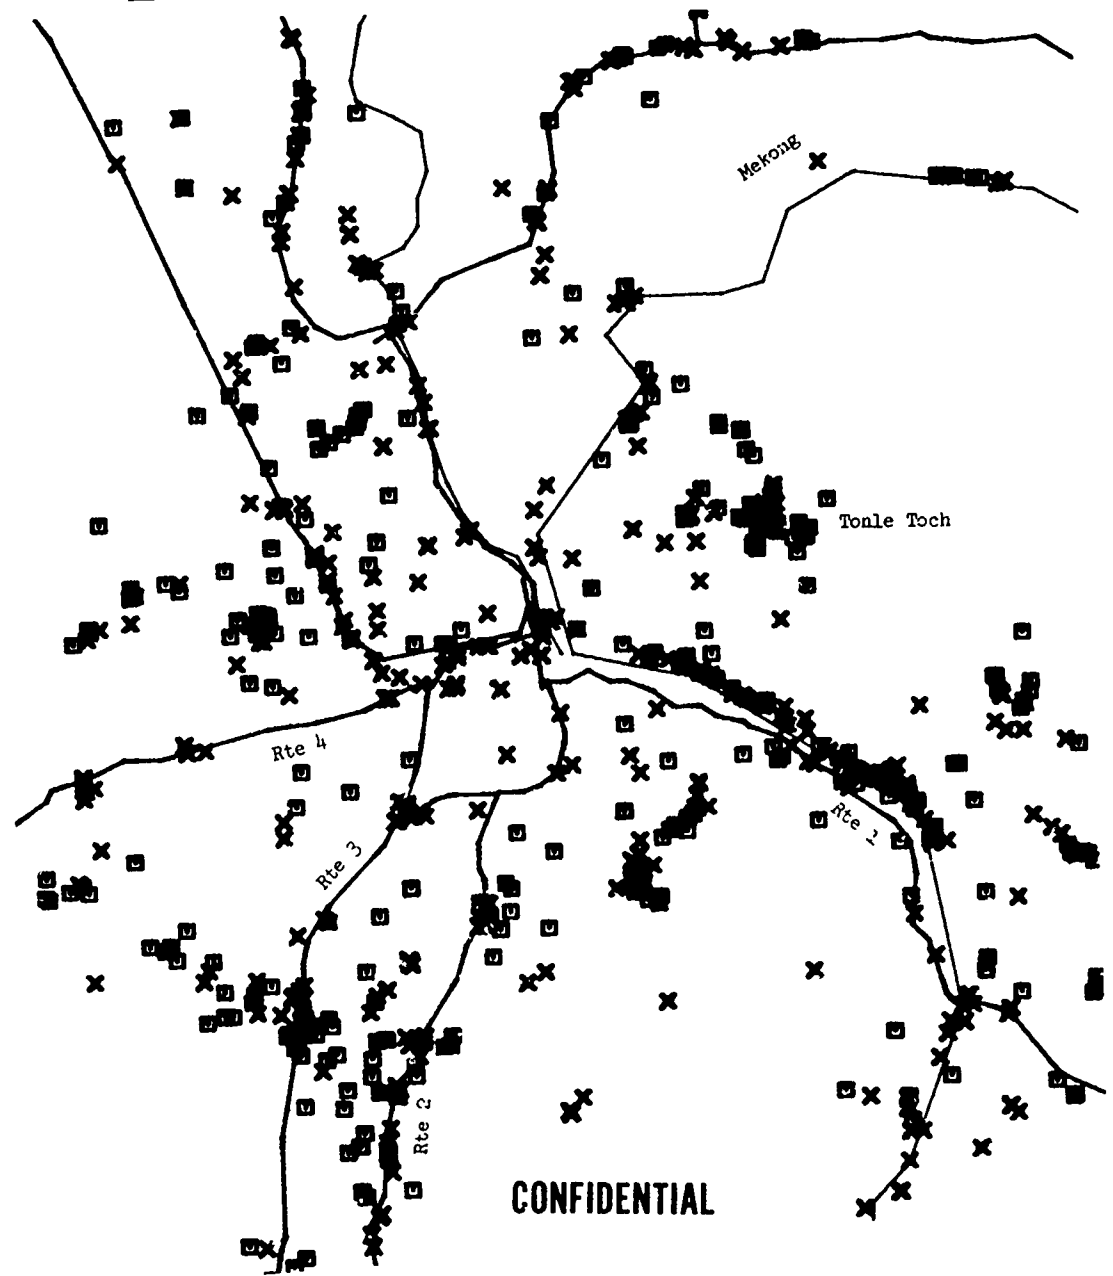 Mekong
Tonle Toch
Rte 4
Rte 1
Rte 3
Rte 2
CONFIDENTIAL